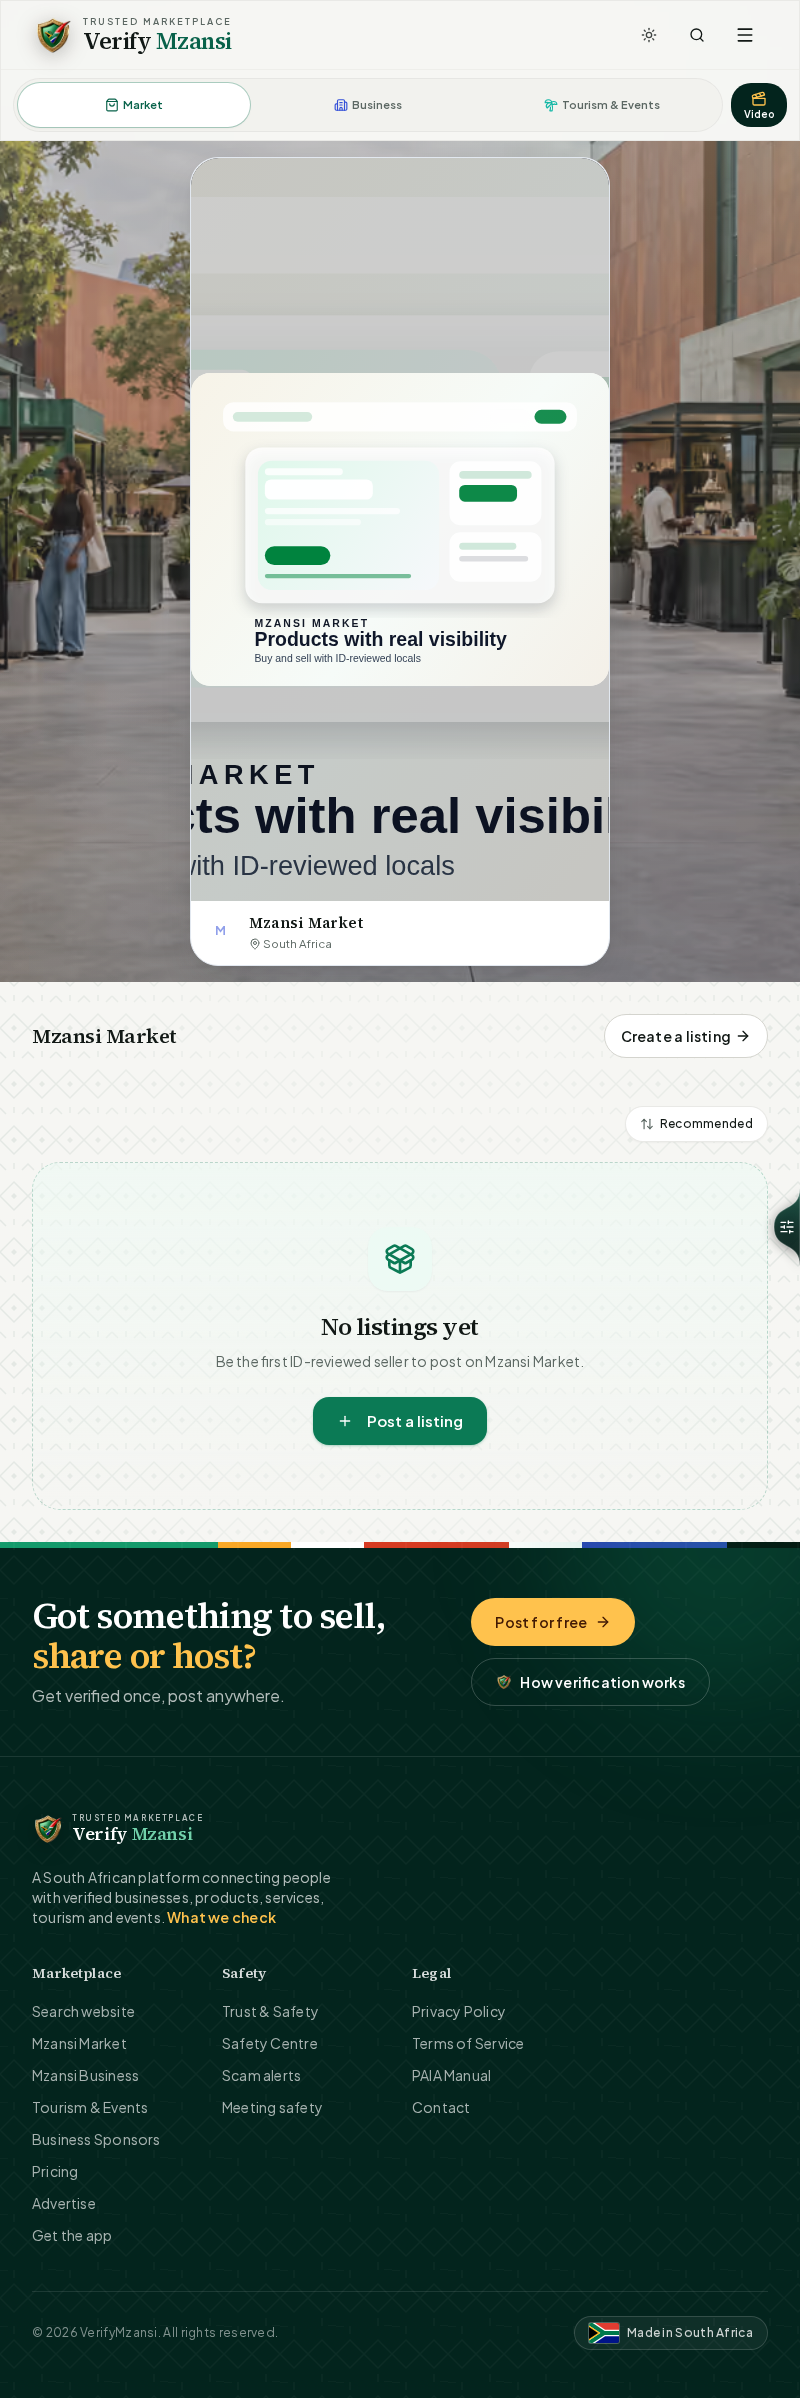 TRUSTED MARKETPLACE
Verify Mzansi
Market
Business
Tourism & Events
Video
MZANSI MARKET
Products with real visibility
Buy and sell with ID-reviewed locals
MARKET
cts with real visibil
with ID-reviewed locals
M
Mzansi Market
South Africa
Mzansi Market
Create a listing
Recommended
No listings yet
Be the first ID-reviewed seller to post on Mzansi Market.
Post a listing
Got something to sell,
share or host?
Get verified once, post anywhere.
Post for free
How verification works
TRUSTED MARKETPLACE
Verify Mzansi
A South African platform connecting people
with verified businesses, products, services,
tourism and events. What we check
Marketplace
Search website
Mzansi Market
Mzansi Business
Tourism & Events
Business Sponsors
Pricing
Advertise
Get the app
Safety
Trust & Safety
Safety Centre
Scam alerts
Meeting safety
Legal
Privacy Policy
Terms of Service
PAIA Manual
Contact
© 2026 VerifyMzansi. All rights reserved.
Made in South Africa